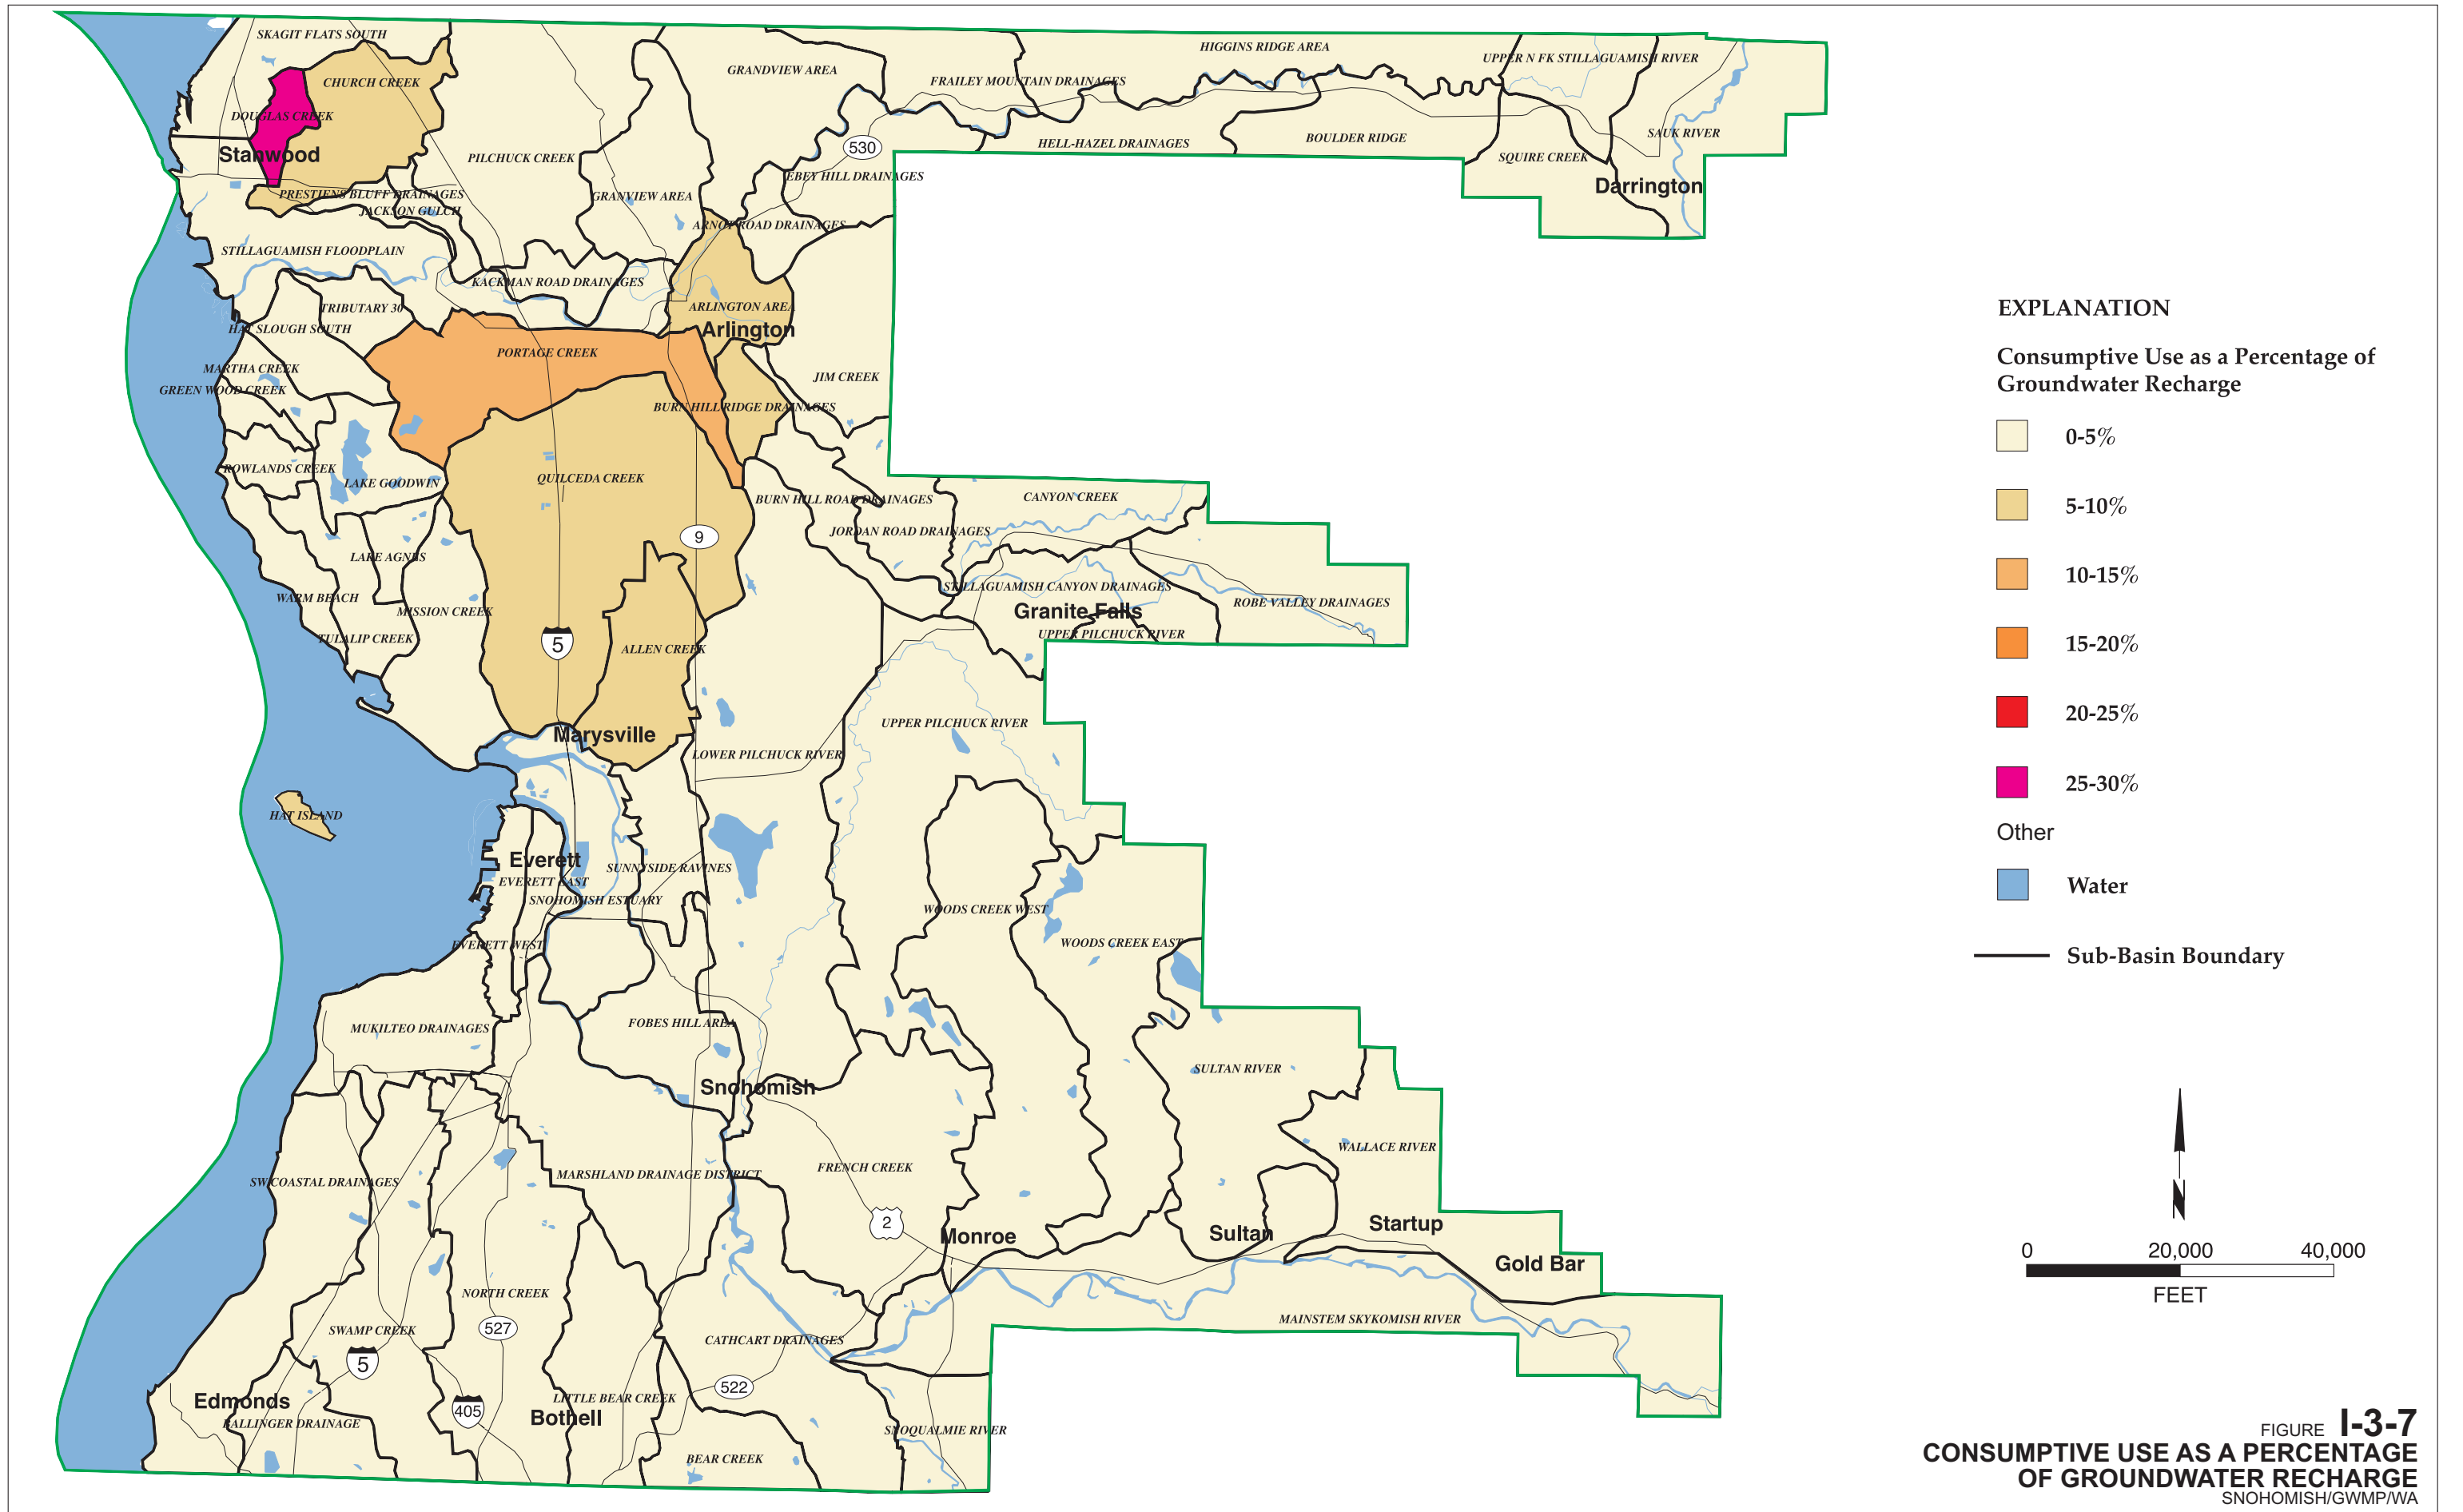 SKAGIT FLATS SOUTH
CHURCH CREEK
DOUGLAS CREEK
Stanwood
PILCHUCK CREEK
PRESTIENS BLUFF DRAINAGES
JACKSON GULCH
STILLAGUAMISH FLOODPLAIN
GRANDVIEW AREA
FRAILEY MOUNTAIN DRAINAGES
HIGGINS RIDGE AREA
UPPER N FK STILLAGUAMISH RIVER
530
HELL-HAZEL DRAINAGES
BOULDER RIDGE
SAUK RIVER
SQUIRE CREEK
Darrington
EBEY HILL DRAINAGES
GRANVIEW AREA
ARNOT ROAD DRAINAGES
KACKMAN ROAD DRAINAGES
TRIBUTARY 30
HAT SLOUGH SOUTH
ARLINGTON AREA
Arlington
PORTAGE CREEK
MARTHA CREEK
GREEN WOOD CREEK
JIM CREEK
BURN HILL RIDGE DRAINAGES
ROWLANDS CREEK
LAKE GOODWIN
QUILCEDA CREEK
BURN HILL ROAD DRAINAGES
CANYON CREEK
JORDAN ROAD DRAINAGES
9
LAKE AGNES
WARM BEACH
MISSION CREEK
TULALIP CREEK
STILLAGUAMISH CANYON DRAINAGES
Granite Falls
ROBE VALLEY DRAINAGES
UPPER PILCHUCK RIVER
5
ALLEN CREEK
UPPER PILCHUCK RIVER
Marysville
LOWER PILCHUCK RIVER
HAT ISLAND
Everett
EVERETT EAST
SUNNYSIDE RAVINES
SNOHOMISH ESTUARY
EVERETT WEST
WOODS CREEK WEST
WOODS CREEK EAST
MUKILTEO DRAINAGES
FOBES HILL AREA
Snohomish
SULTAN RIVER
WALLACE RIVER
SW COASTAL DRAINAGES
MARSHLAND DRAINAGE DISTRICT
FRENCH CREEK
2
Monroe
Sultan
Startup
Gold Bar
NORTH CREEK
527
SWAMP CREEK
5
CATHCART DRAINAGES
MAINSTEM SKYKOMISH RIVER
522
Edmonds
BALLINGER DRAINAGE
405
Bothell
LITTLE BEAR CREEK
SNOQUALMIE RIVER
BEAR CREEK
EXPLANATION
Consumptive Use as a Percentage of
Groundwater Recharge
0-5%
5-10%
10-15%
15-20%
20-25%
25-30%
Other
Water
Sub-Basin Boundary
N
0 20,000 40,000
FEET
FIGURE I-3-7
CONSUMPTIVE USE AS A PERCENTAGE
OF GROUNDWATER RECHARGE
SNOHOMISH/GWMP/WA